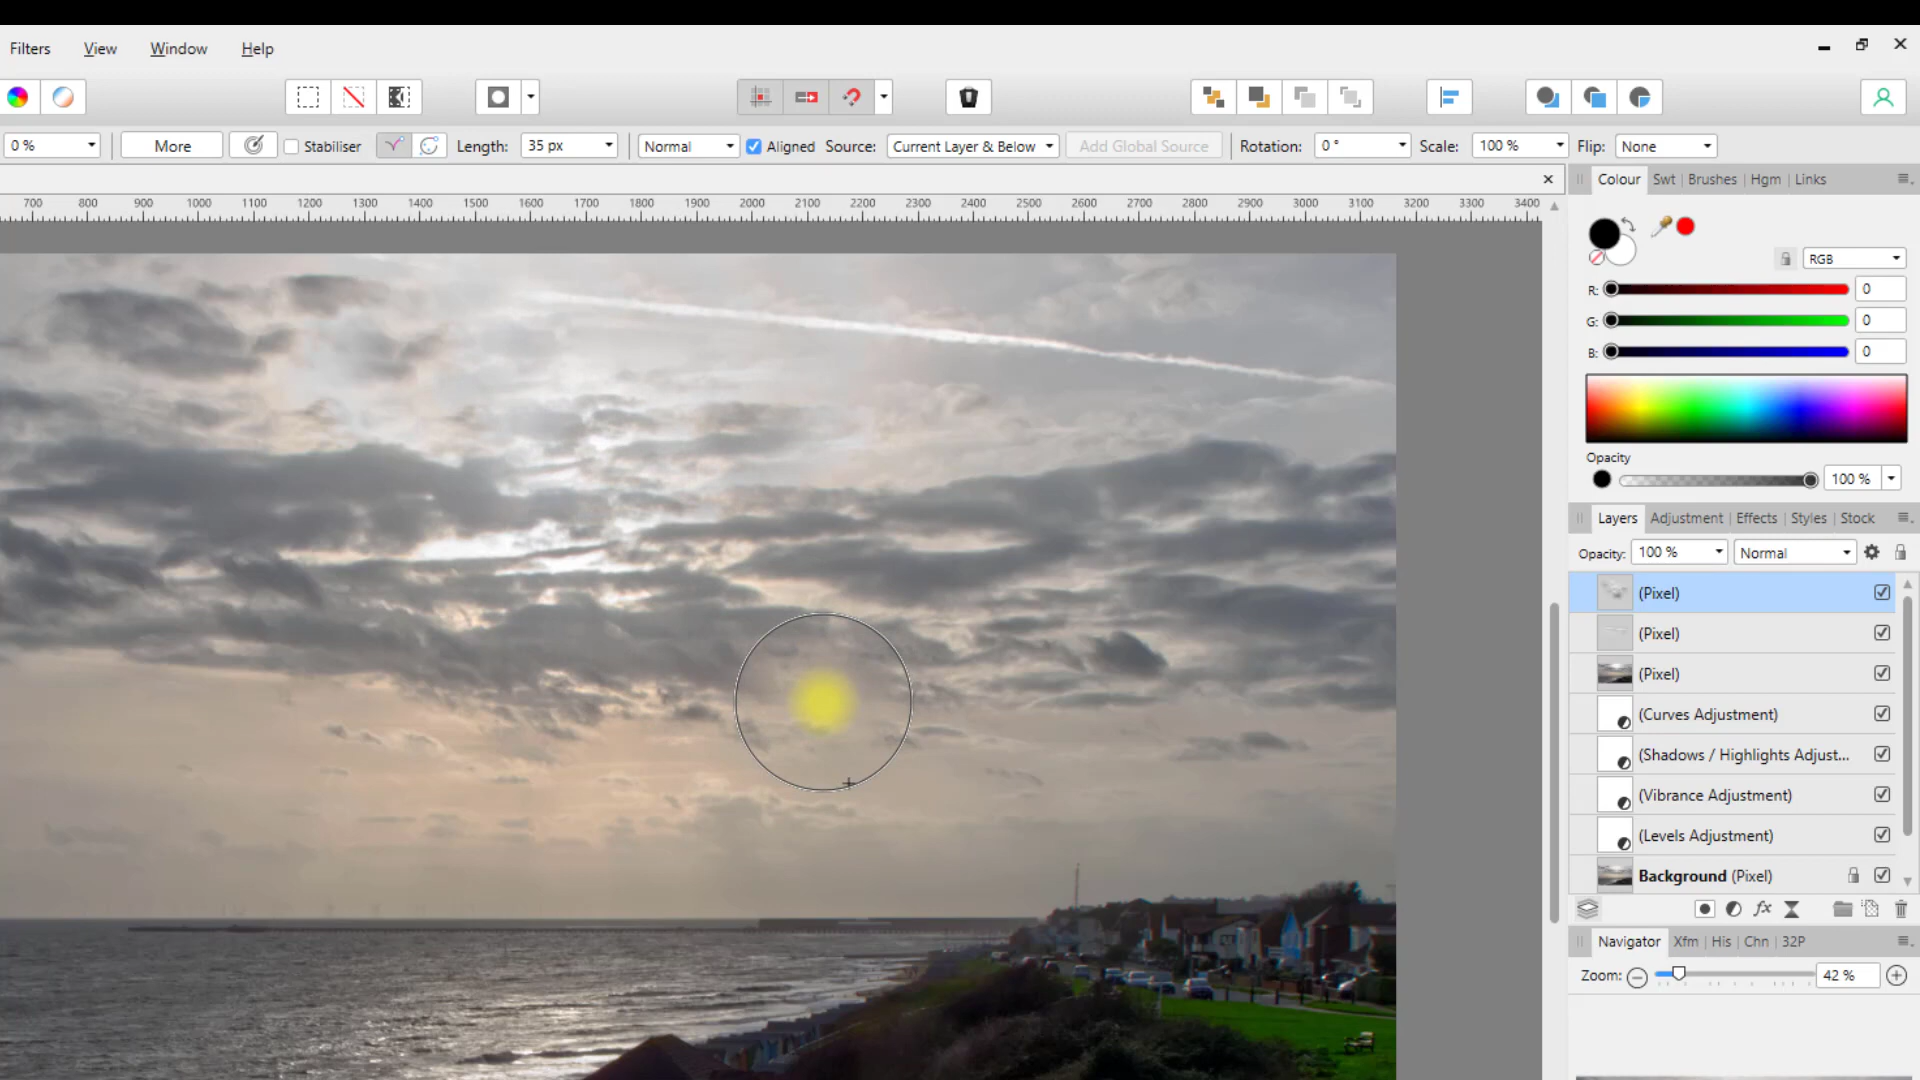 Filters View Window Help
0 % More Stabiliser Length: 35 px Normal Aligned Source: Current Layer & Below Add Global Source Rotation: 0 ° Scale: 100 % Flip: None
Colour Swt Brushes Hgm Links
700 800 900 1000 1100 1200 1300 1400 1500 1600 1700 1800 1900 2000 2100 2200 2300 2400 2500 2600 2700 2800 2900 3000 3100 3200 3300 3400
RGB
R: 0
G: 0
B: 0
Opacity
100 %
Layers Adjustment Effects Styles Stock
Opacity: 100 % Normal
(Pixel)
(Pixel)
(Pixel)
(Curves Adjustment)
(Shadows / Highlights Adjust...
(Vibrance Adjustment)
(Levels Adjustment)
Background (Pixel)
fx
Navigator Xfm His Chn 32P
Zoom: 42 %